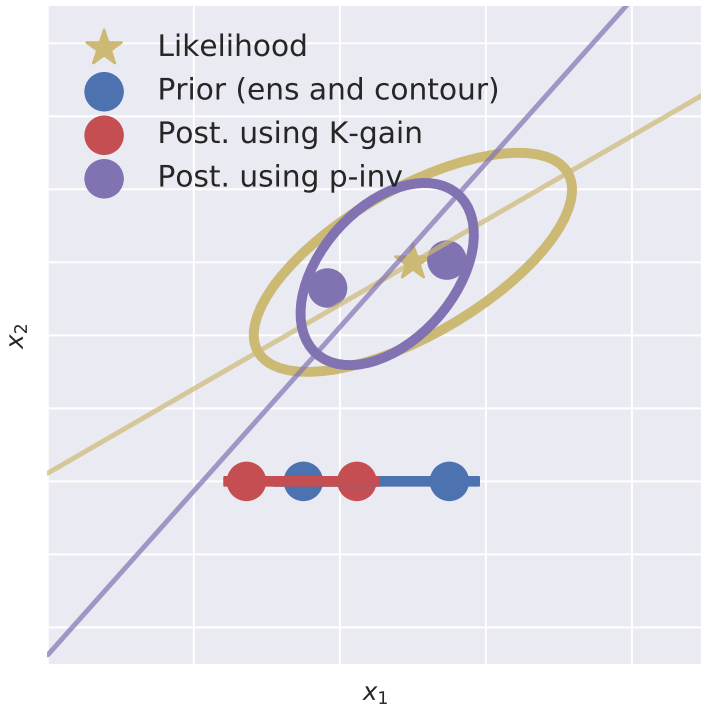 Likelihood
Prior (ens and contour)
Post. using K-gain
Post. using p-inv
x₂
x₁